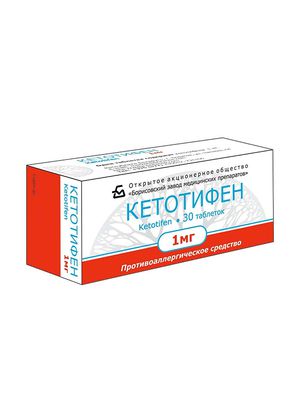 Открытое акционерное общество
«Борисовский завод медицинских препаратов»
КЕТОТИФЕН
Ketotifen • 30 таблеток
1мг
Противоаллергическое средство
КЕТОТИФЕН
Ketotifen
1мг